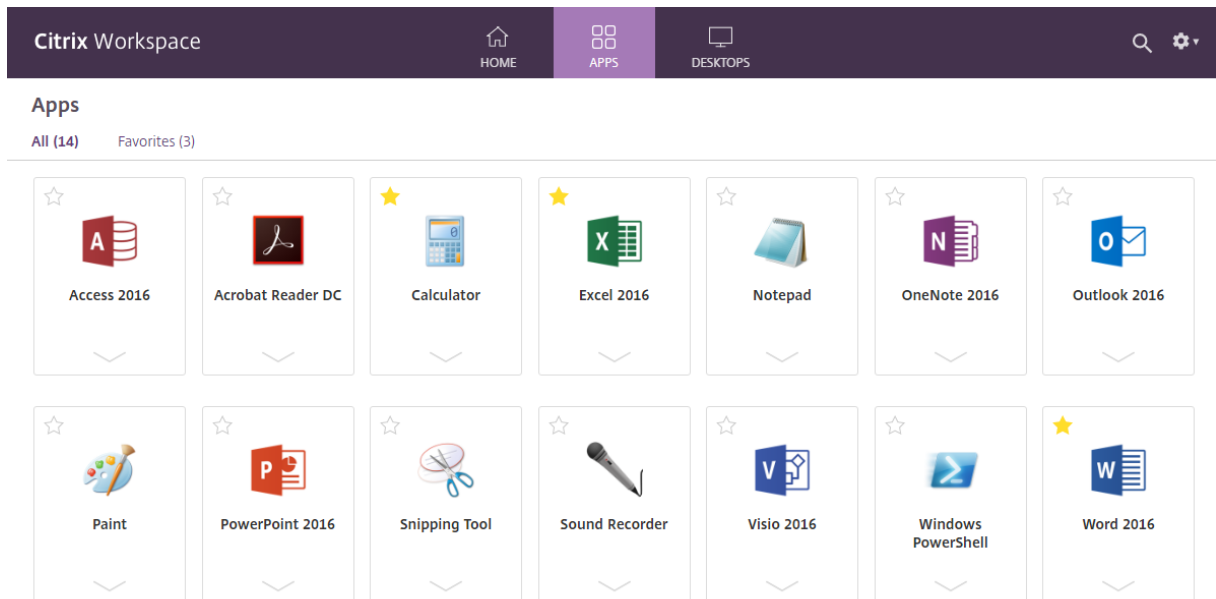 Citrix Workspace
HOME
APPS
DESKTOPS
Apps
All (14)
Favorites (3)
Access 2016
Acrobat Reader DC
Calculator
Excel 2016
Notepad
OneNote 2016
Outlook 2016
Paint
PowerPoint 2016
Snipping Tool
Sound Recorder
Visio 2016
Windows
PowerShell
Word 2016